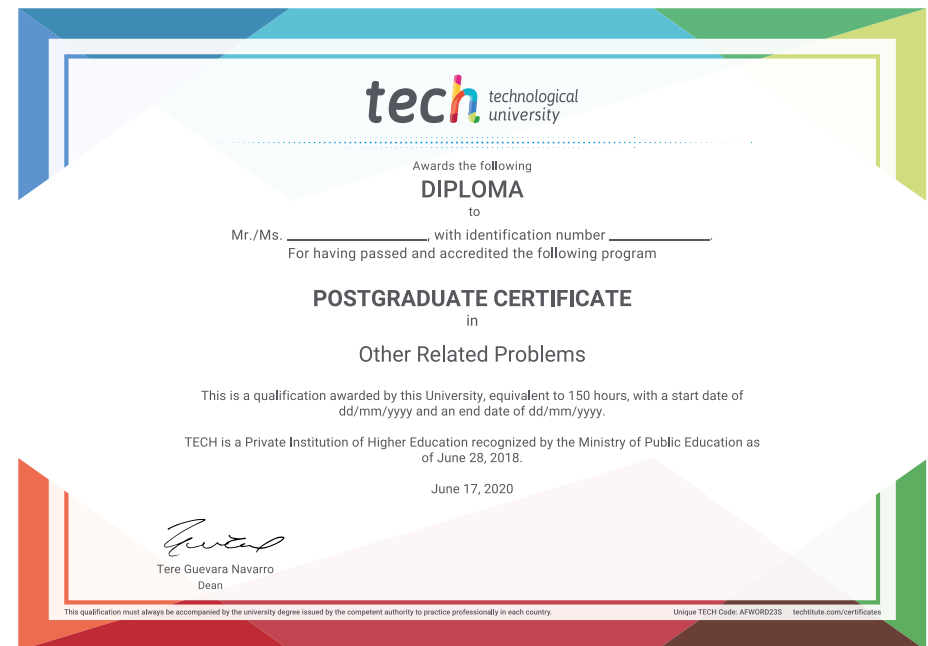 tech technological
university
Awards the following
DIPLOMA
to
Mr./Ms. ____________, with identification number ____________.
For having passed and accredited the following program
POSTGRADUATE CERTIFICATE
in
Other Related Problems
This is a qualification awarded by this University, equivalent to 150 hours, with a start date of
dd/mm/yyyy and an end date of dd/mm/yyyy.
TECH is a Private Institution of Higher Education recognized by the Ministry of Public Education as
of June 28, 2018.
June 17, 2020
Tere Guevara Navarro
Dean
This qualification must always be accompanied by the university degree issued by the competent authority to practice professionally in each country.
Unique TECH Code: AFWORD23S techtitute.com/certificates